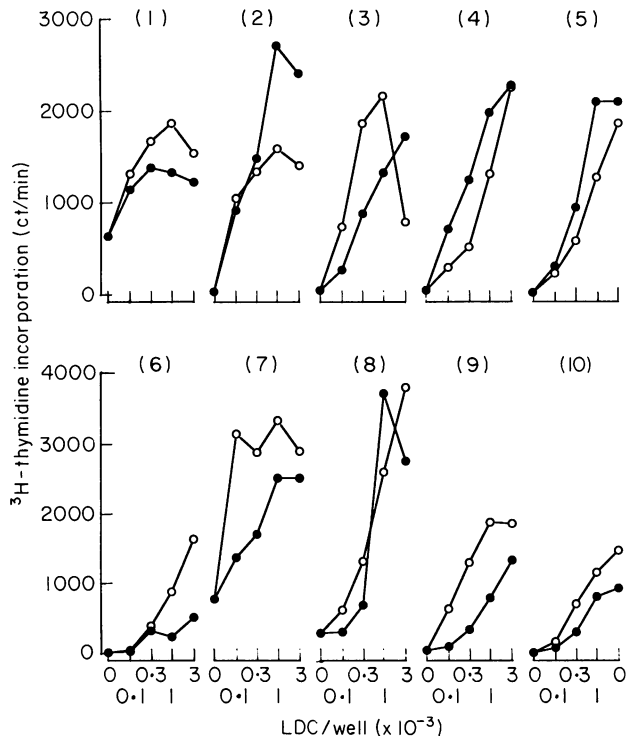 3000 (1) (2) (3) (4) (5)
2000
1000
0
³H-thymidine incorporation (ct/min)
(6) (7) (8) (9) (10)
4000
3000
2000
1000
0
0 0·3 3 0 0·3 3 0 0·3 3 0 0·3 3 0 0·3 0
0·1 1 0·1 1 0·1 1 0·1 1 0·1 1
LDC/well (x 10⁻³)